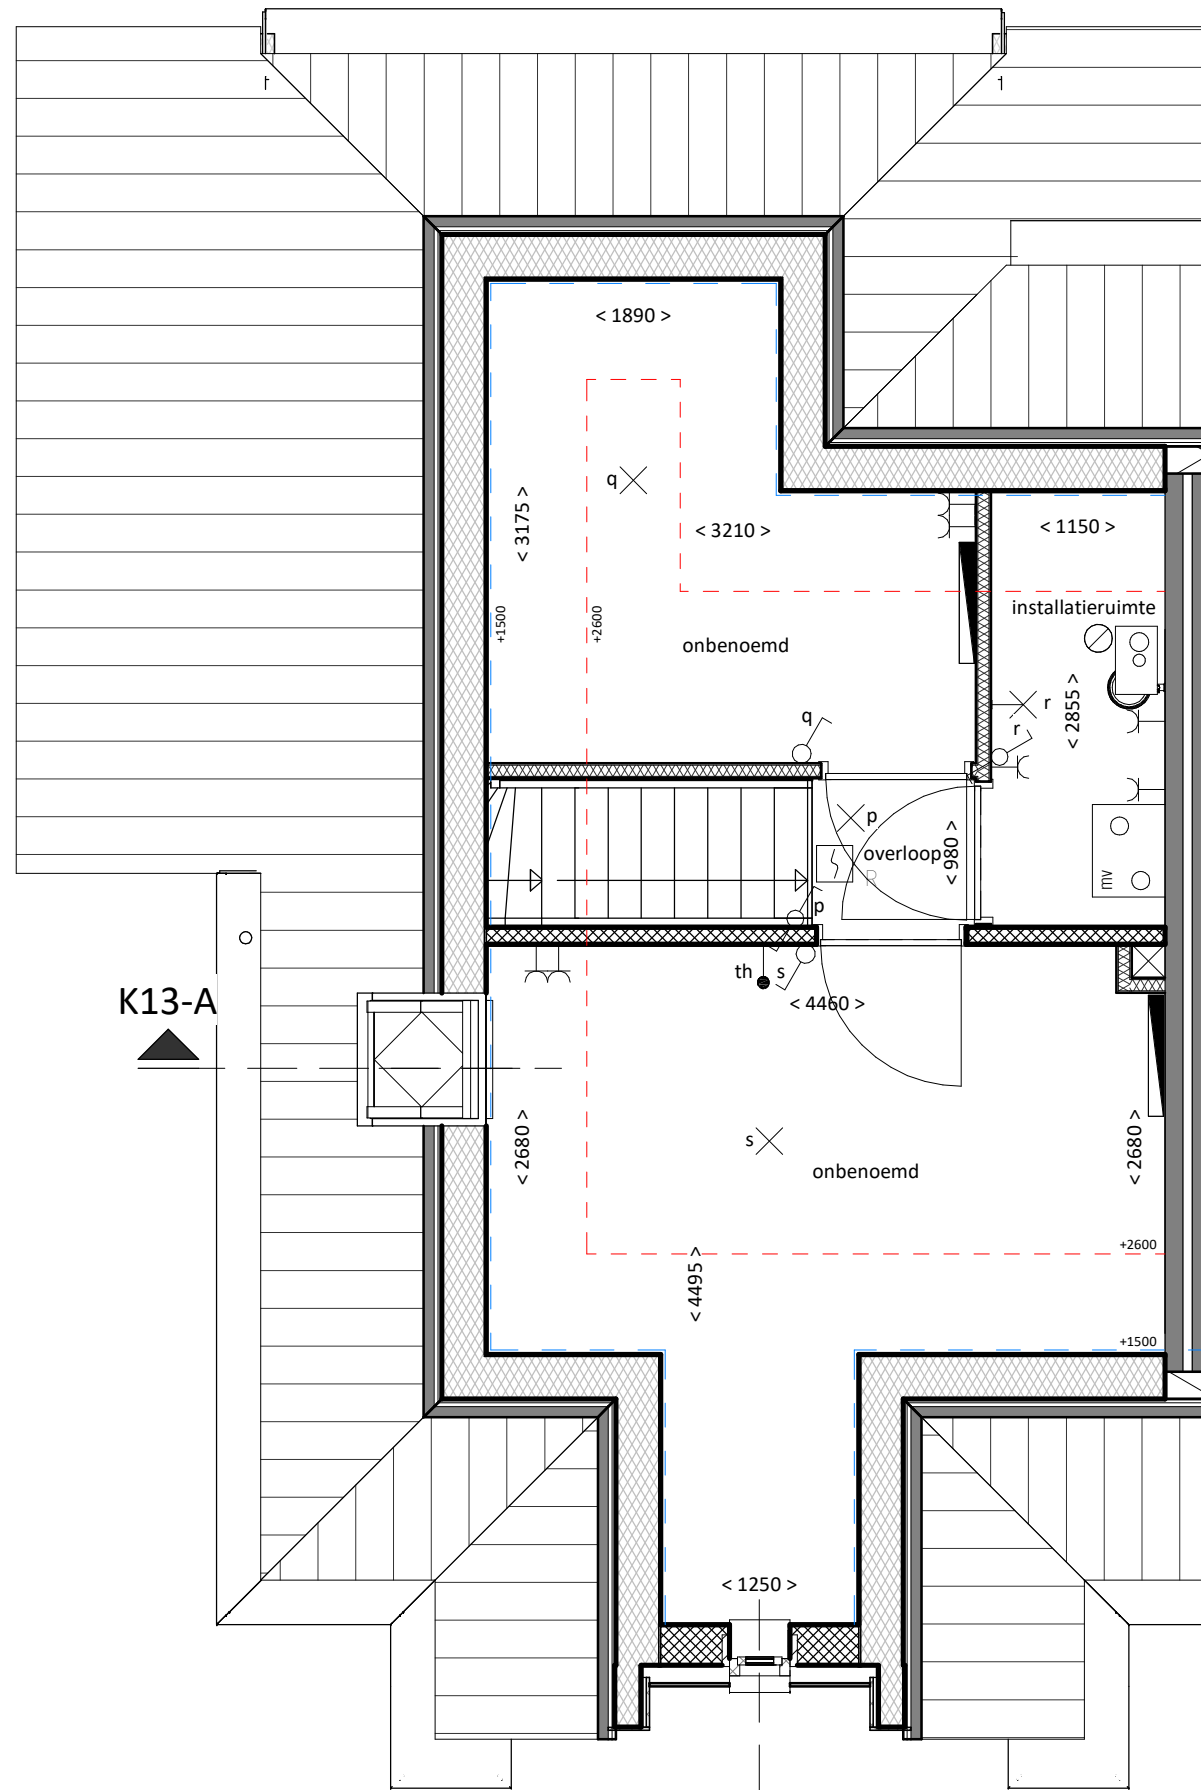 < 1890 >
q
< 3175 >
< 3210 >
< 1150 >
+1500
+2600
installatieruimte
onbenoemd
< 2855 >
r
q
r
p
overloop
< 980 >
R
mv
p
th
s
< 4460 >
K13-A
< 2680 >
s
onbenoemd
< 2680 >
+2600
< 4495 >
+1500
< 1250 >